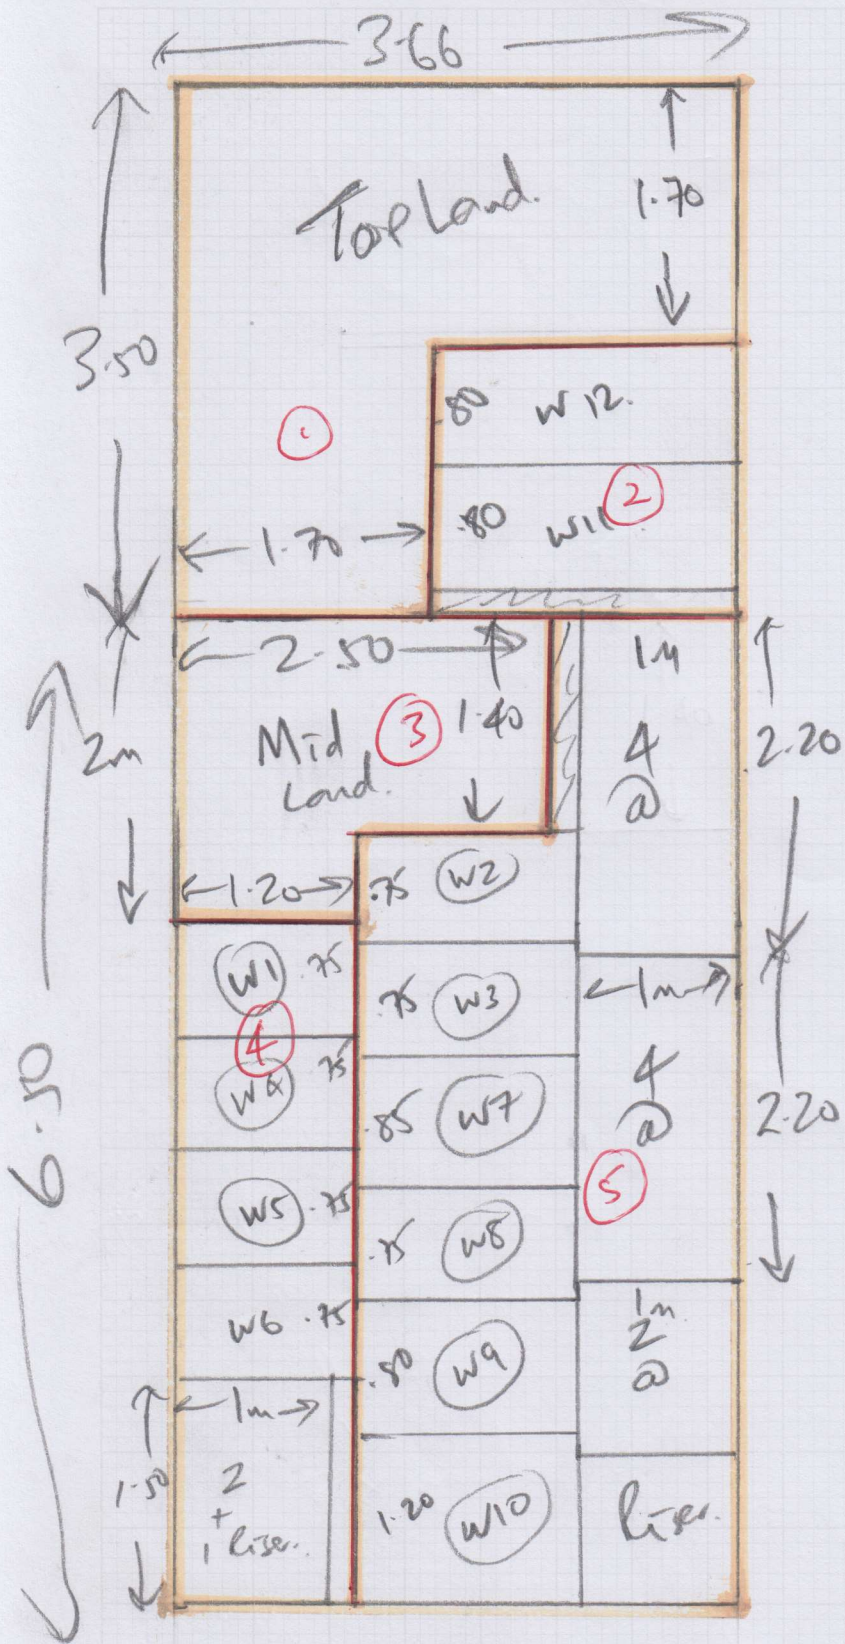 3.66
Top Land.
1.70
3.50
.80 W12.
1
.80 W11. 2
1.70
2.50
1m
Mid
Land.
3
1.40
4
@
2.20
2m
1.20
.75 W2
W1 .75
.75 W3
1m
4
W4 .75
4
@
.85 W7
2.20
6.50
W5 .75
5
.75 W8
W6 .75
1m
2
@
.80 W9
1m
1.50
2
+
1 Riser.
1.20 W10
Riser.